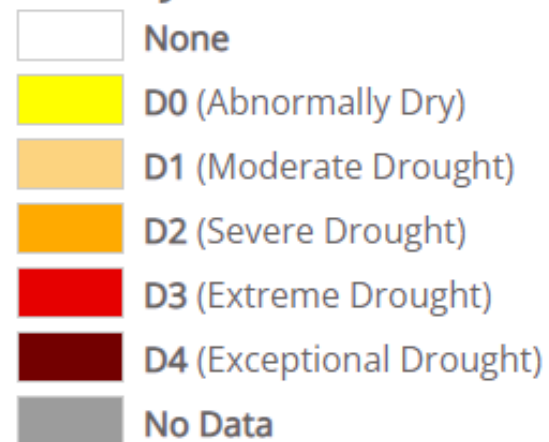 None
D0 (Abnormally Dry)
D1 (Moderate Drought)
D2 (Severe Drought)
D3 (Extreme Drought)
D4 (Exceptional Drought)
No Data